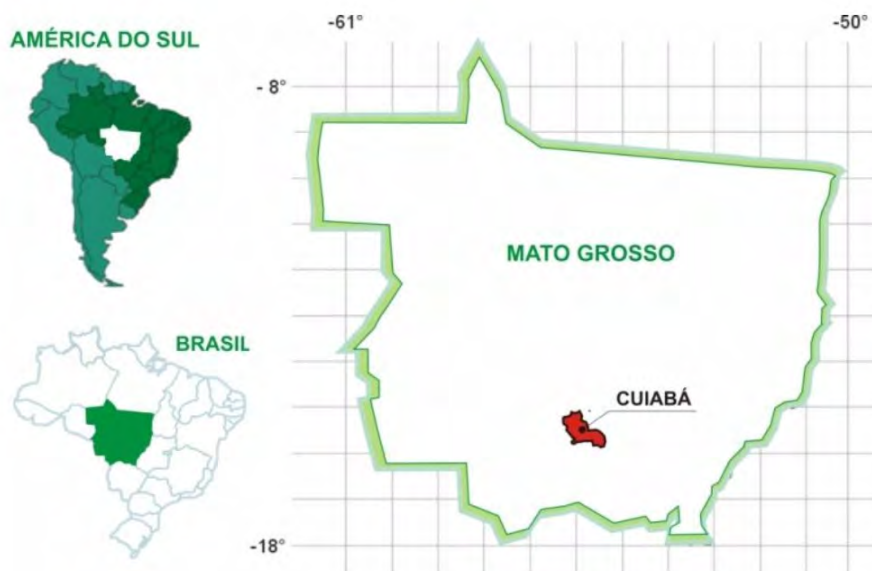 AMÉRICA DO SUL
BRASIL
-61°
-50°
- 8°
MATO GROSSO
CUIABÁ
-18°